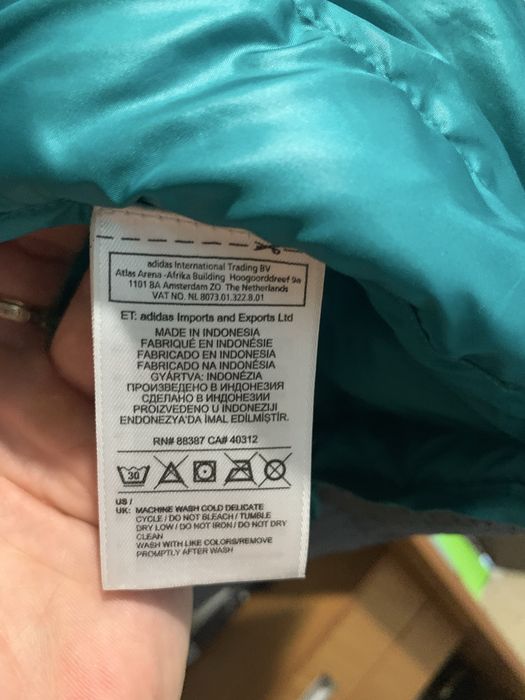 adidas International Trading BV
Atlas Arena -Afrika Building Hoogoorddreef 9a
1101 BA Amsterdam ZO The Netherlands
VAT NO. NL 8073.01.322.B.01
ET: adidas Imports and Exports Ltd
MADE IN INDONESIA
FABRIQUÉ EN INDONÉSIE
FABRICADO EN INDONESIA
FABRICADO NA INDONÉSIA
GYÁRTVA: INDONÉZIA
ПРОИЗВЕДЕНО В ИНДОНЕЗИЯ
СДЕЛАНО В ИНДОНЕЗИИ
PROIZVEDENO U INDONEZIJI
ENDONEZYA'DA İMAL EDİLMİŞTİR.
RN# 88387 CA# 40312
30
US /
UK: MACHINE WASH COLD DELICATE
CYCLE / DO NOT BLEACH / TUMBLE
DRY LOW / DO NOT IRON / DO NOT DRY
CLEAN
WASH WITH LIKE COLORS/REMOVE
PROMPTLY AFTER WASH